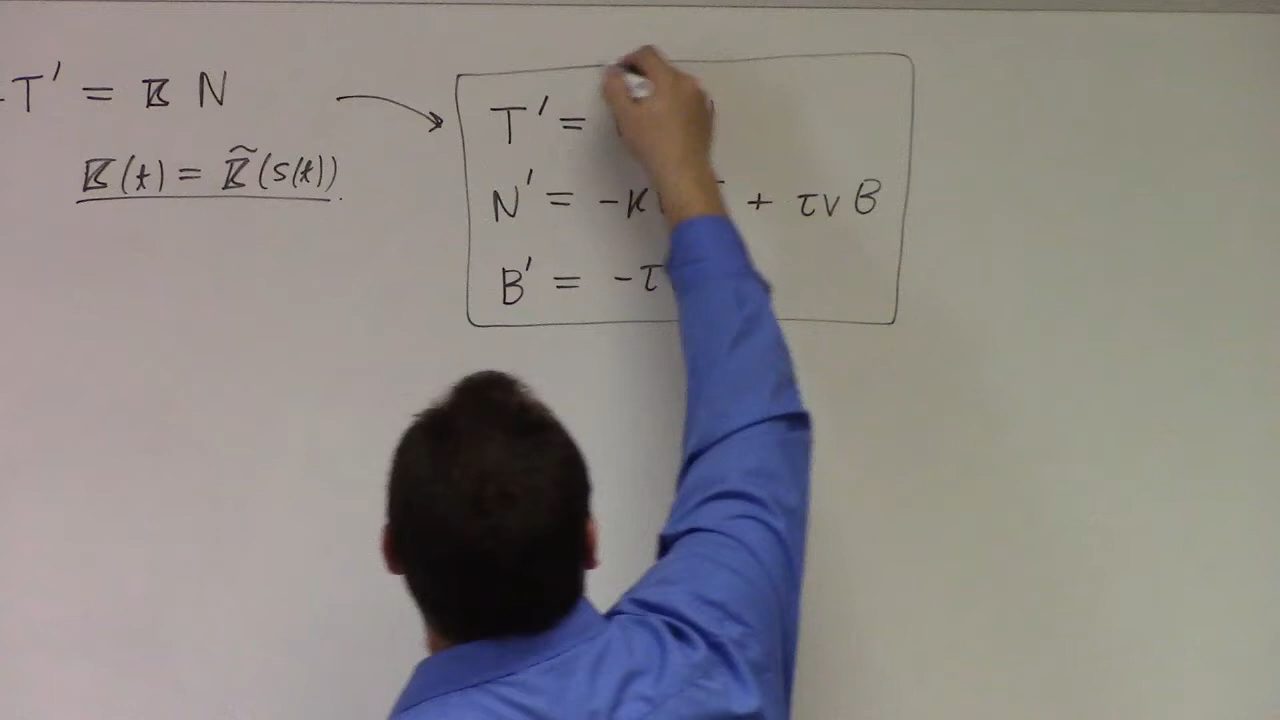 T' = K N
K(t) = K̃(s(t)).
T' =
N' = -K + τv B
B' = -τ